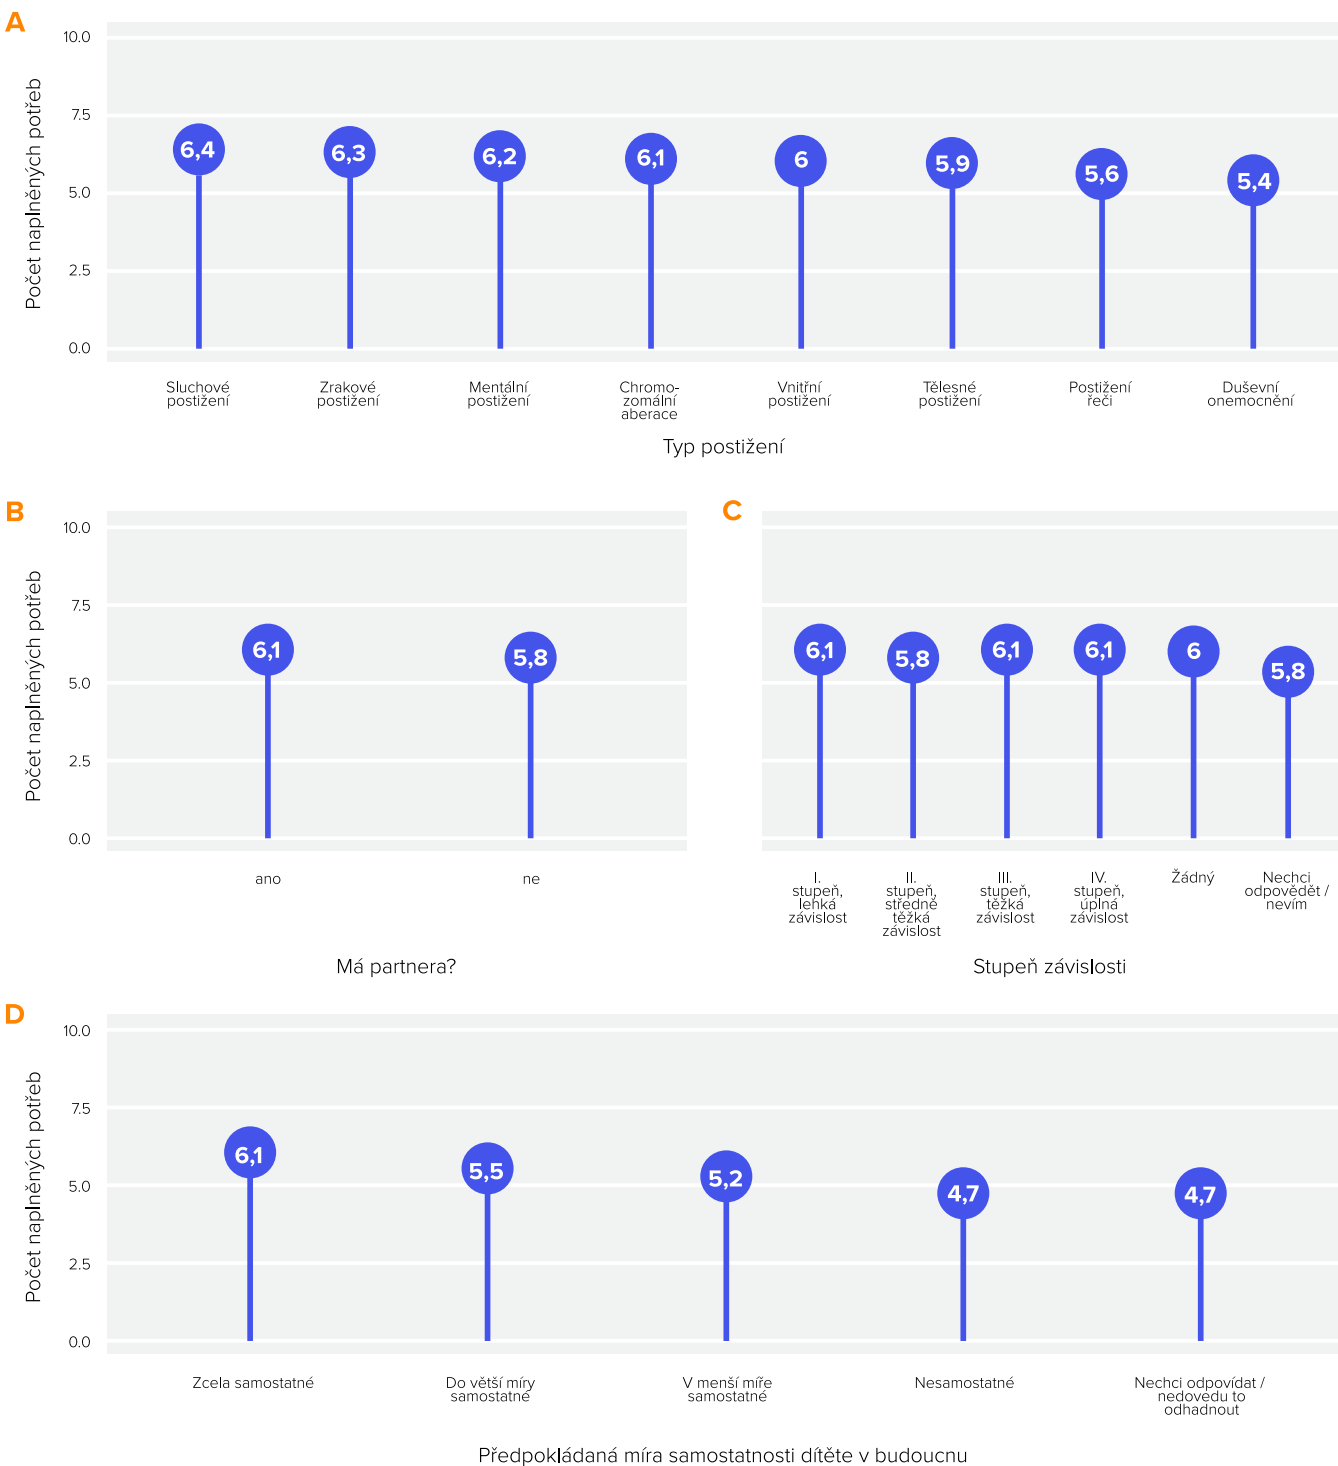 A
Počet naplněných potřeb
10.0
7.5
5.0
2.5
0.0
6,4
6,3
6,2
6,1
6
5,9
5,6
5,4
Sluchové
postižení
Zrakové
postižení
Mentální
postižení
Chromo-
zomální
aberace
Vnitřní
postižení
Tělesné
postižení
Postižení
řeči
Duševní
onemocnění
Typ postižení
B
Počet naplněných potřeb
10.0
7.5
5.0
2.5
0.0
6,1
5,8
ano
ne
Má partnera?
C
6,1
5,8
6,1
6,1
6
5,8
I.
stupeň,
lehká
závislost
II.
stupeň,
středně
těžká
závislost
III.
stupeň,
těžká
závislost
IV.
stupeň,
úplná
závislost
Žádný
Nechci
odpovědět /
nevím
Stupeň závislosti
D
Počet naplněných potřeb
10.0
7.5
5.0
2.5
0.0
6,1
5,5
5,2
4,7
4,7
Zcela samostatné
Do větší míry
samostatné
V menší míře
samostatné
Nesamostatné
Nechci odpovídat /
nedovedu to
odhadnout
Předpokládaná míra samostatnosti dítěte v budoucnu